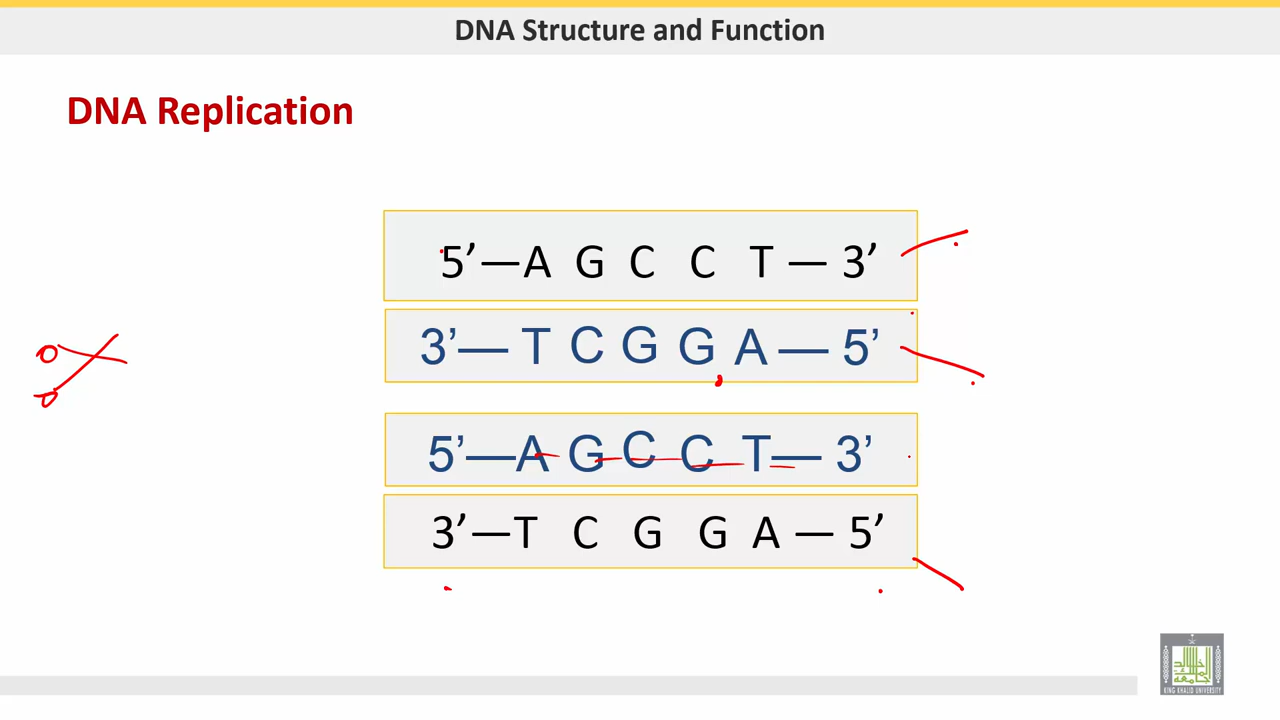 DNA Structure and Function
DNA Replication
5’—A G C C T — 3’
3’— T C G G A — 5’
5’—A G C C T— 3’
3’—T C G G A — 5’
KING KHALID UNIVERSITY